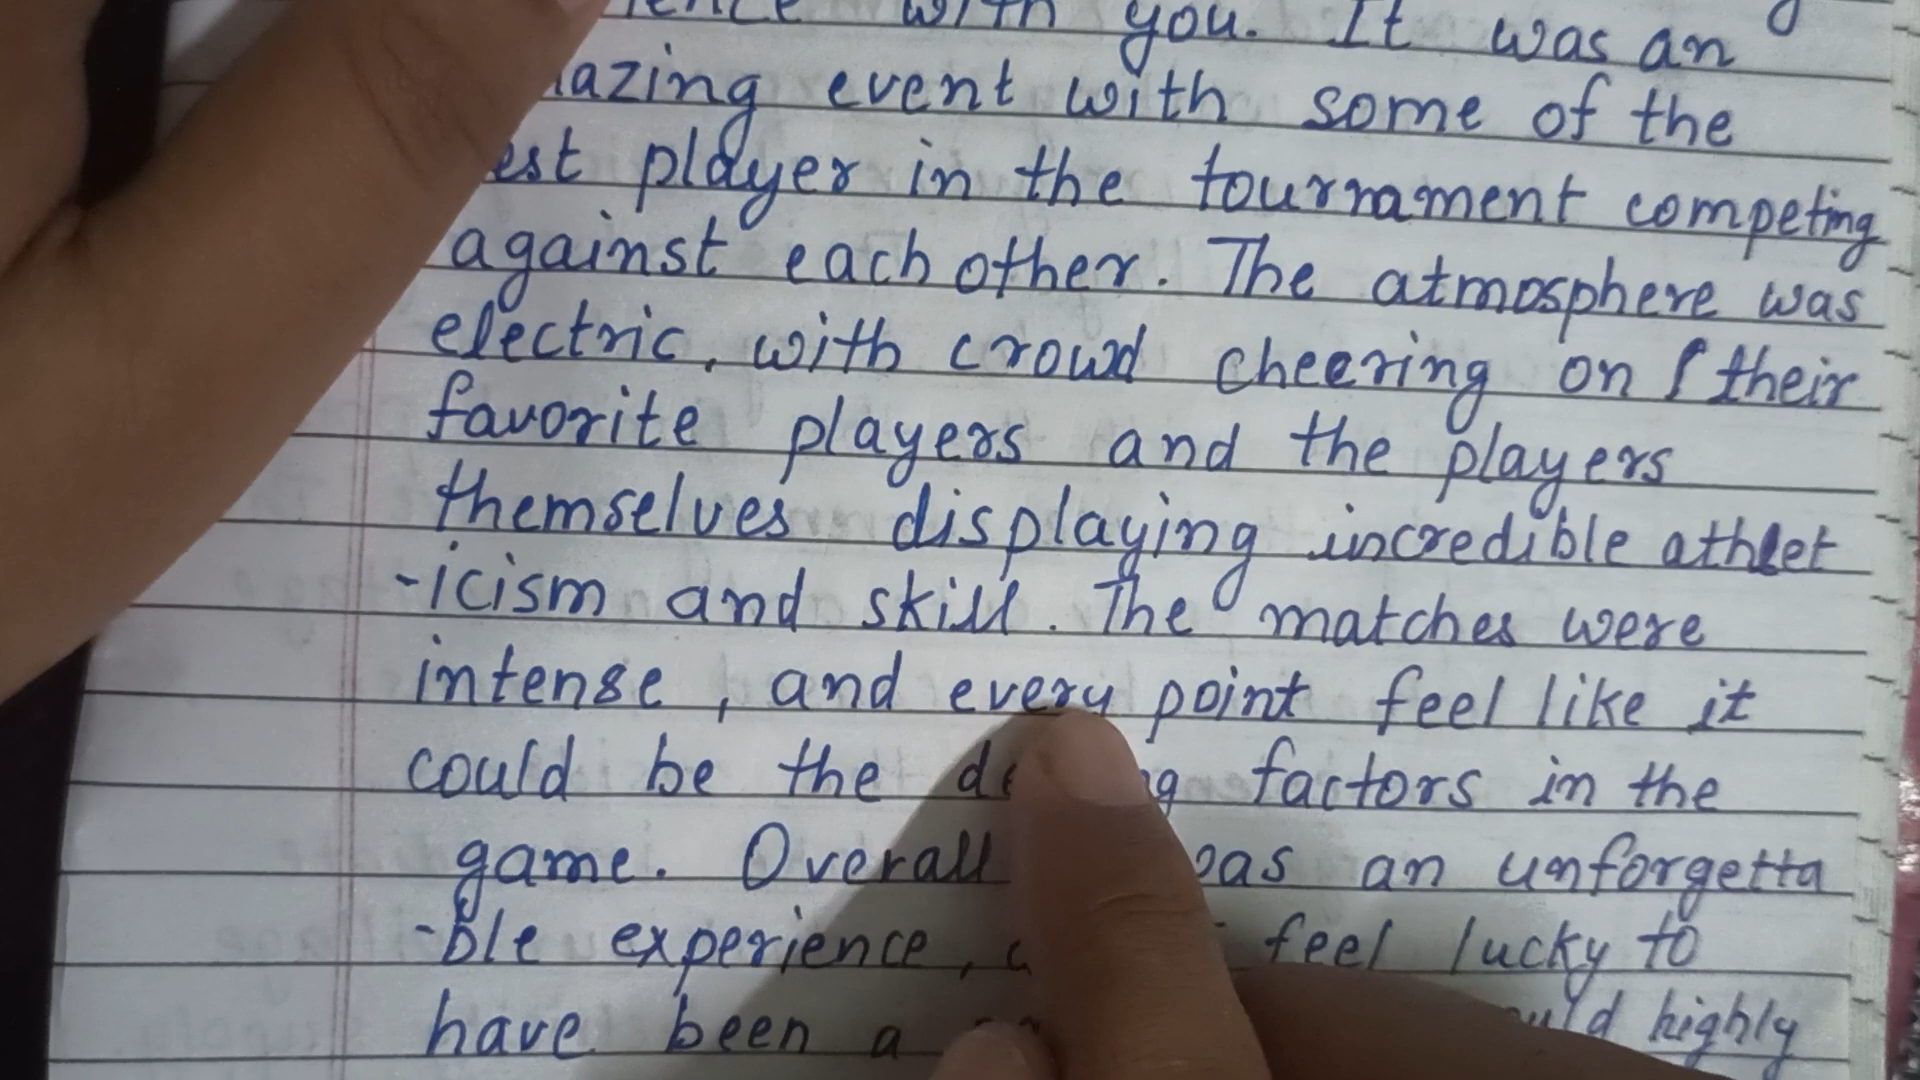 with you. It was an
event with some of the
player in the tournament competing
against each other. The atmosphere was
electric, with crowd cheering on their
favorite players and the players
themselves displaying incredible athlet
-icism and skill. The matches were
intense, and every point feel like it
could be the factors in the
game. Overall an unforgetta
-ble experience, feel lucky to
have been a highly